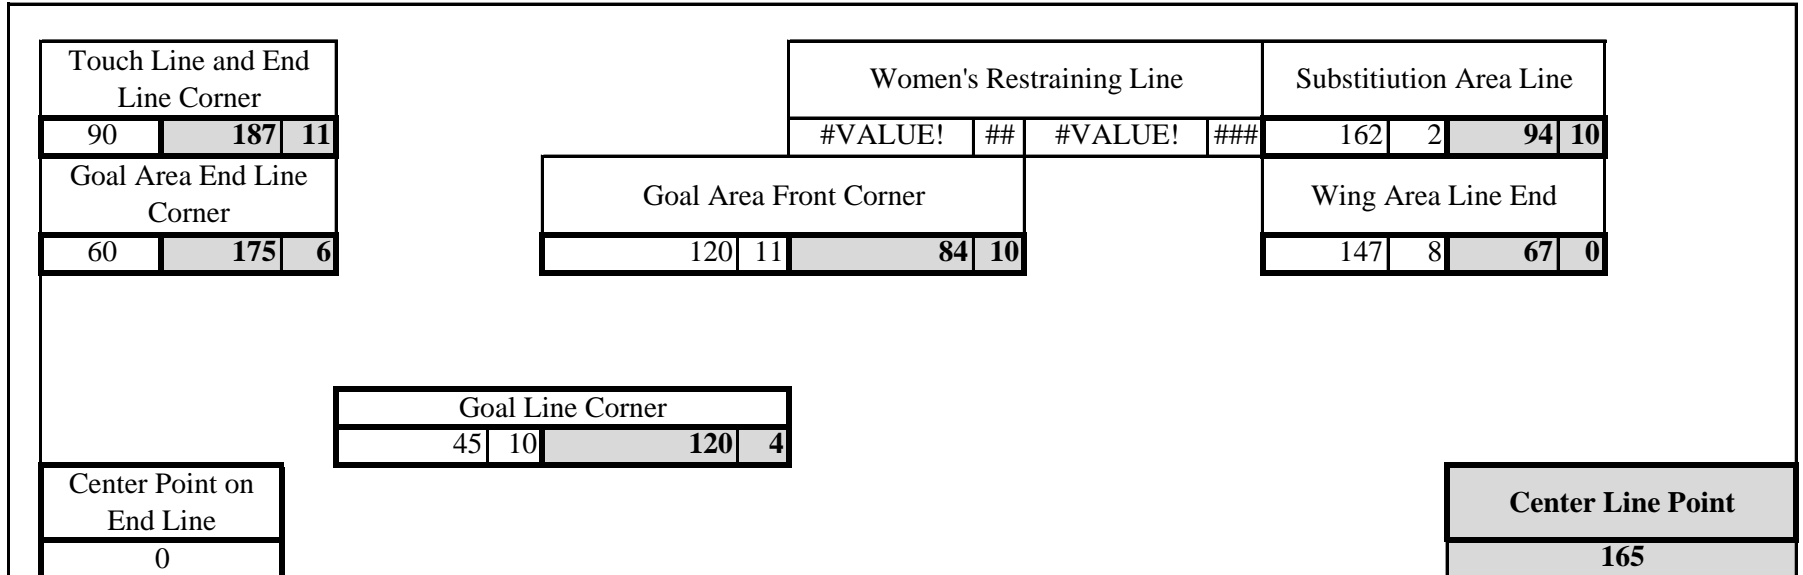 Touch Line and End
Line Corner
Women's Restraining Line
Substitiution Area Line
90 187 11
#VALUE! ## #VALUE! ###
162 2 94 10
Goal Area End Line
Corner
Goal Area Front Corner
Wing Area Line End
60 175 6
120 11 84 10
147 8 67 0
Goal Line Corner
45 10 120 4
Center Point on
End Line
Center Line Point
0
165